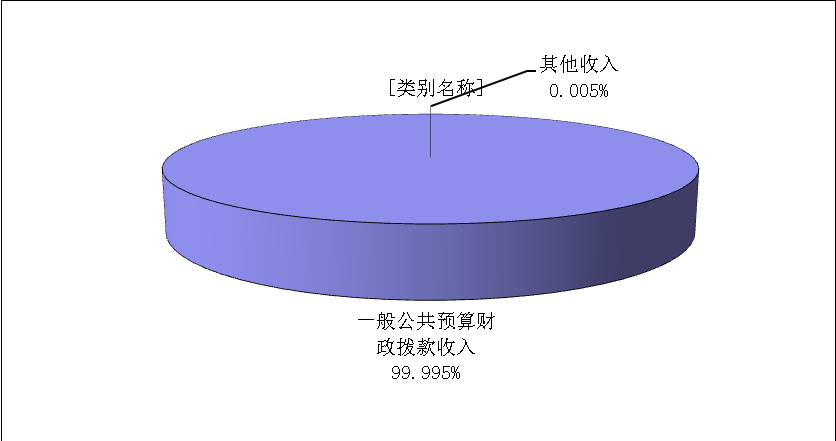 其他收入
0.005%
[类别名称]
一般公共预算财
政拨款收入
99.995%